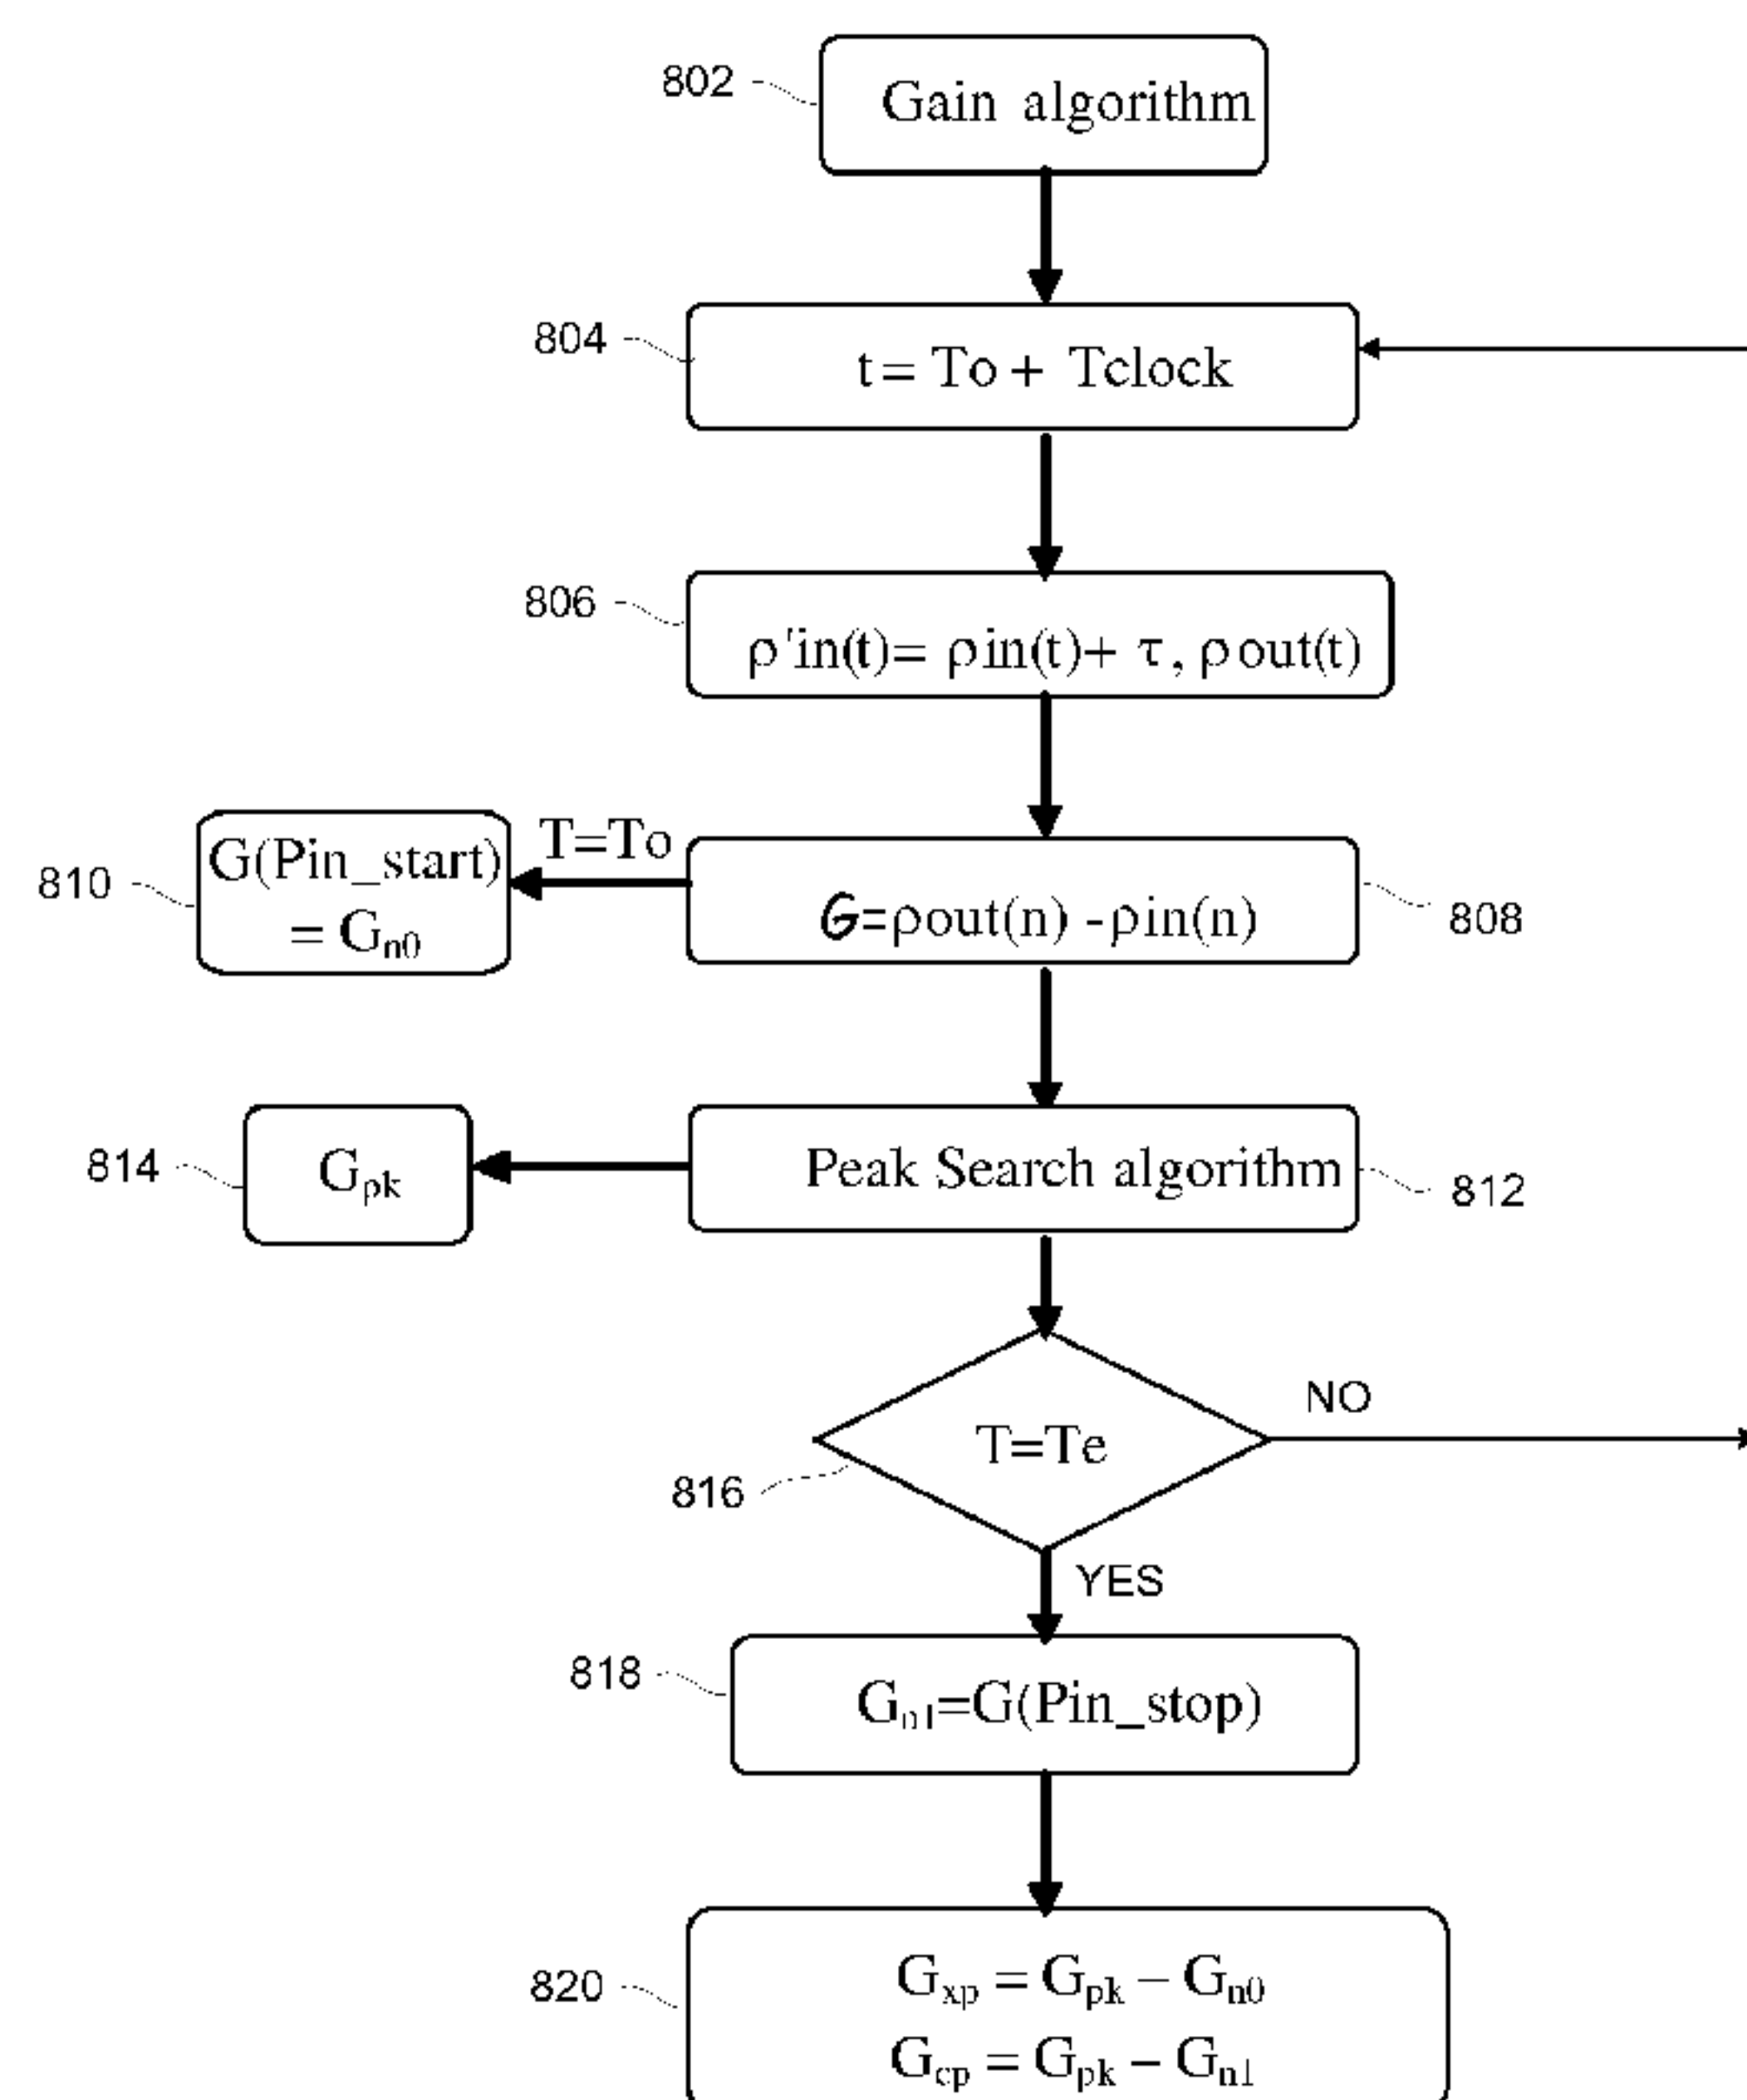 802
Gain algorithm
804
t = To + Tclock
806
ρ'in(t)= ρin(t)+ τ, ρout(t)
810
G(Pin_start)
= Gn0
T=To
G=ρout(n) -ρin(n)
808
814
Gpk
Peak Search algorithm
812
T=Te
NO
816
YES
818
Gn1=G(Pin_stop)
820
Gxp = Gpk – Gn0
Gcp = Gpk – Gn1